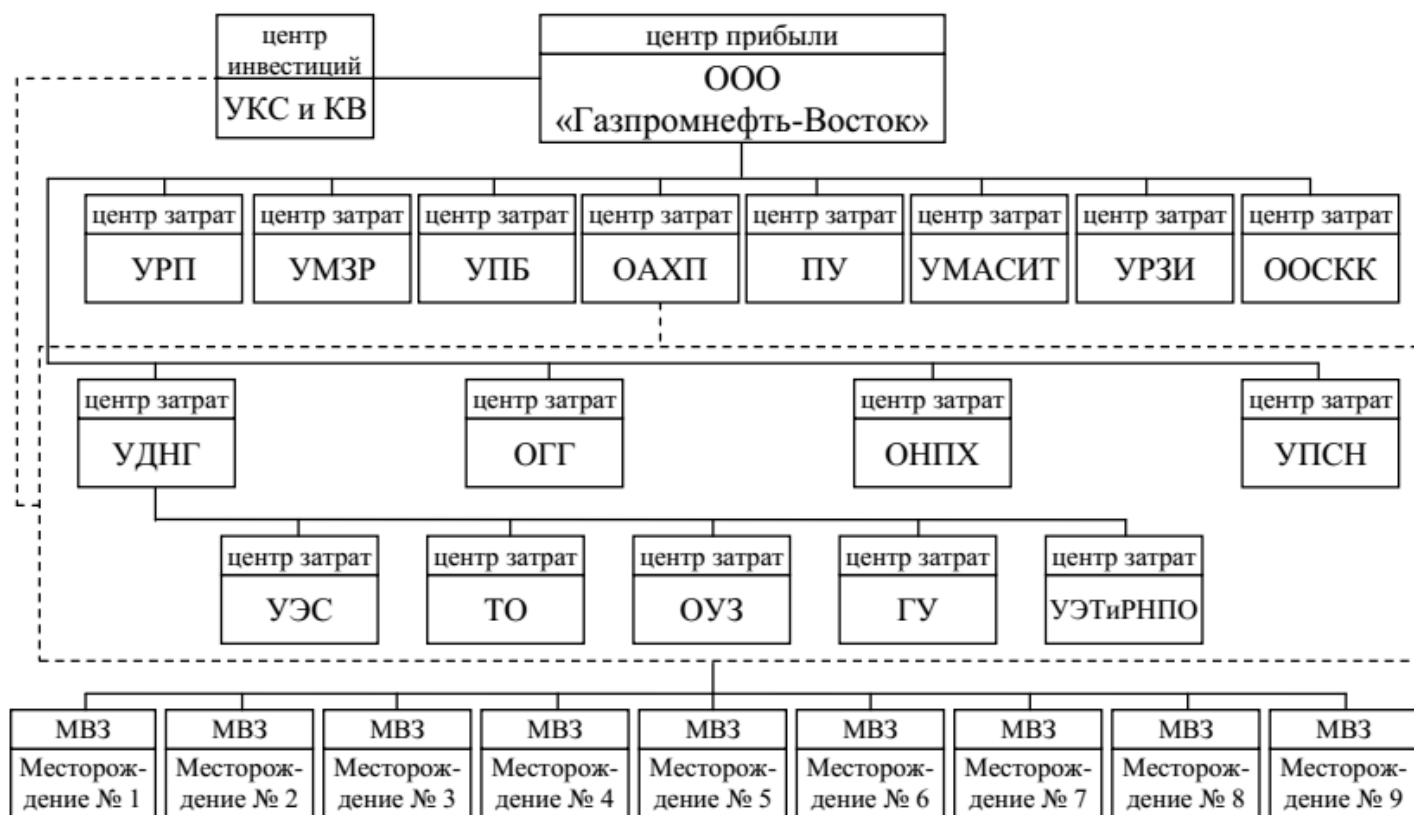 центр
инвестиций
УКС и КВ
центр прибыли
ООО
«Газпромнефть-Восток»
центр затрат
УРП
центр затрат
УМЗР
центр затрат
УПБ
центр затрат
ОАХП
центр затрат
ПУ
центр затрат
УМАСИТ
центр затрат
УРЗИ
центр затрат
ООСКК
центр затрат
УДНГ
центр затрат
ОГГ
центр затрат
ОНПХ
центр затрат
УПСН
центр затрат
УЭС
центр затрат
ТО
центр затрат
ОУЗ
центр затрат
ГУ
центр затрат
УЭТиРНПО
МВЗ
Месторож-
дение № 1
МВЗ
Месторож-
дение № 2
МВЗ
Месторож-
дение № 3
МВЗ
Месторож-
дение № 4
МВЗ
Месторож-
дение № 5
МВЗ
Месторож-
дение № 6
МВЗ
Месторож-
дение № 7
МВЗ
Месторож-
дение № 8
МВЗ
Месторож-
дение № 9